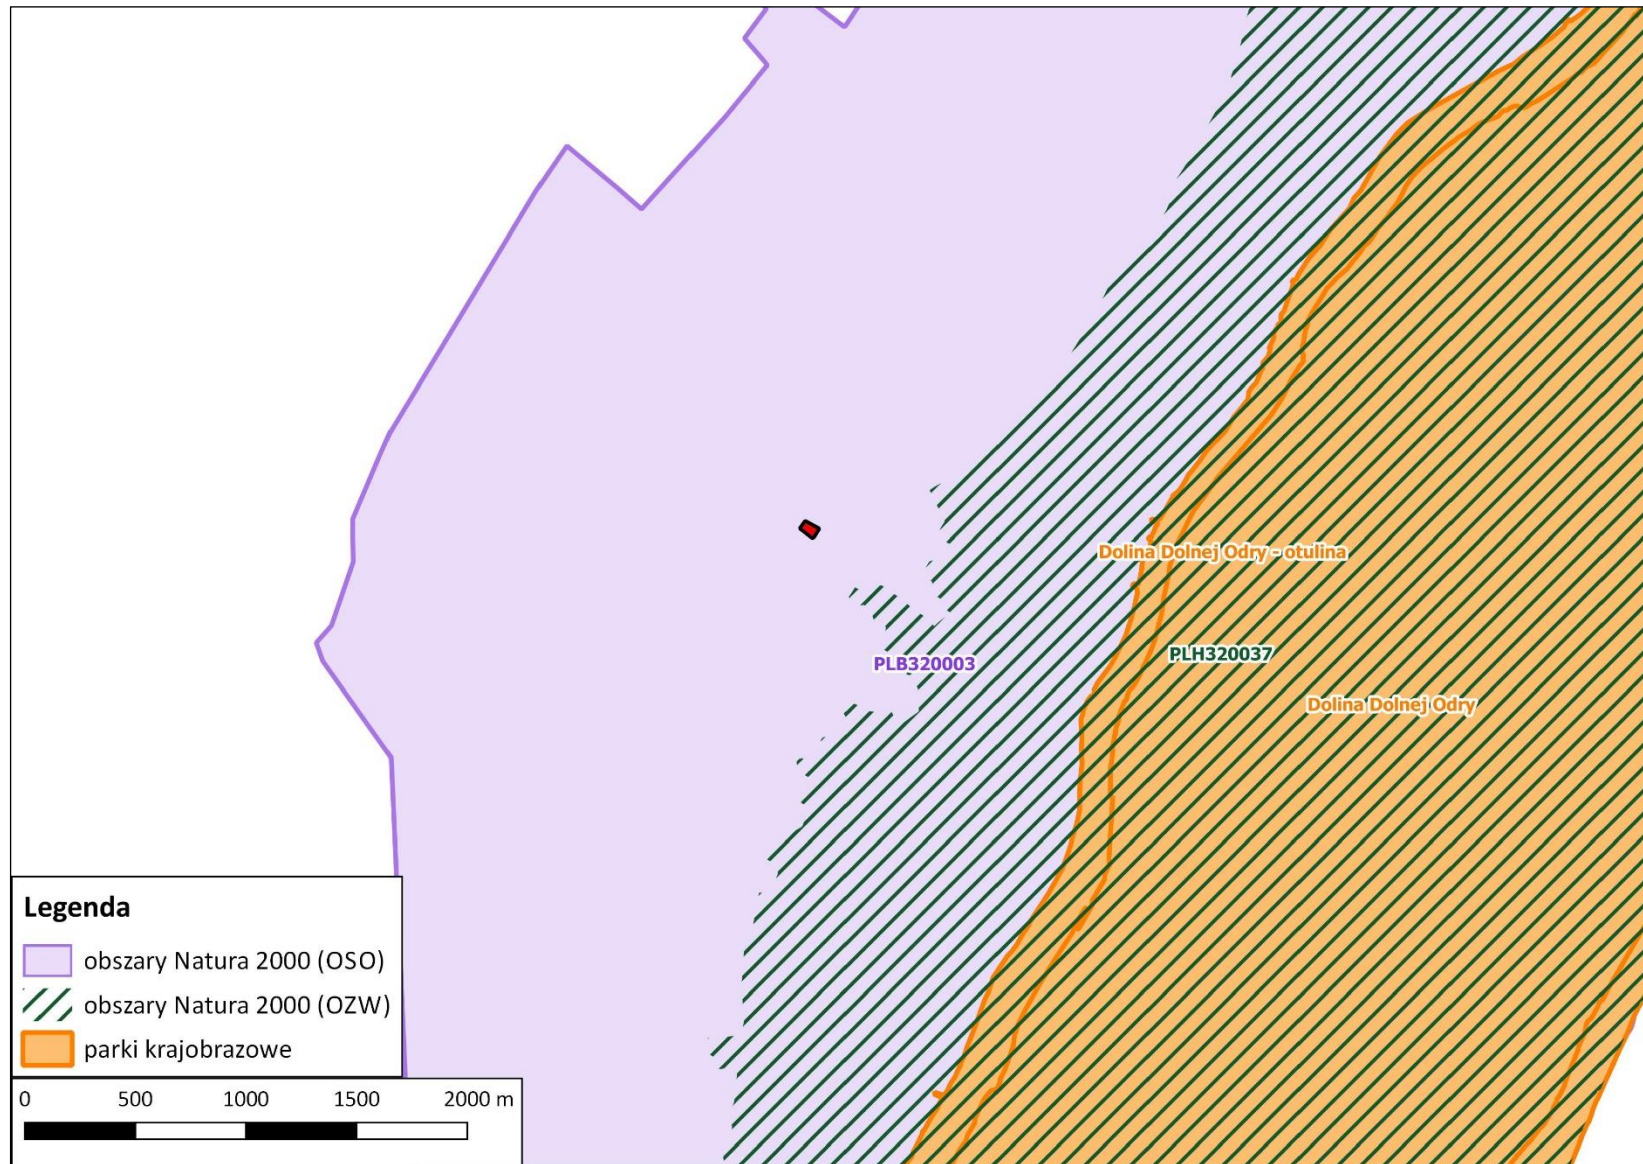 Dolina Dolnej Odry - otulina
PLH320037
PLB320003
Dolina Dolnej Odry
Legenda
obszary Natura 2000 (OSO)
obszary Natura 2000 (OZW)
parki krajobrazowe
0 500 1000 1500 2000 m